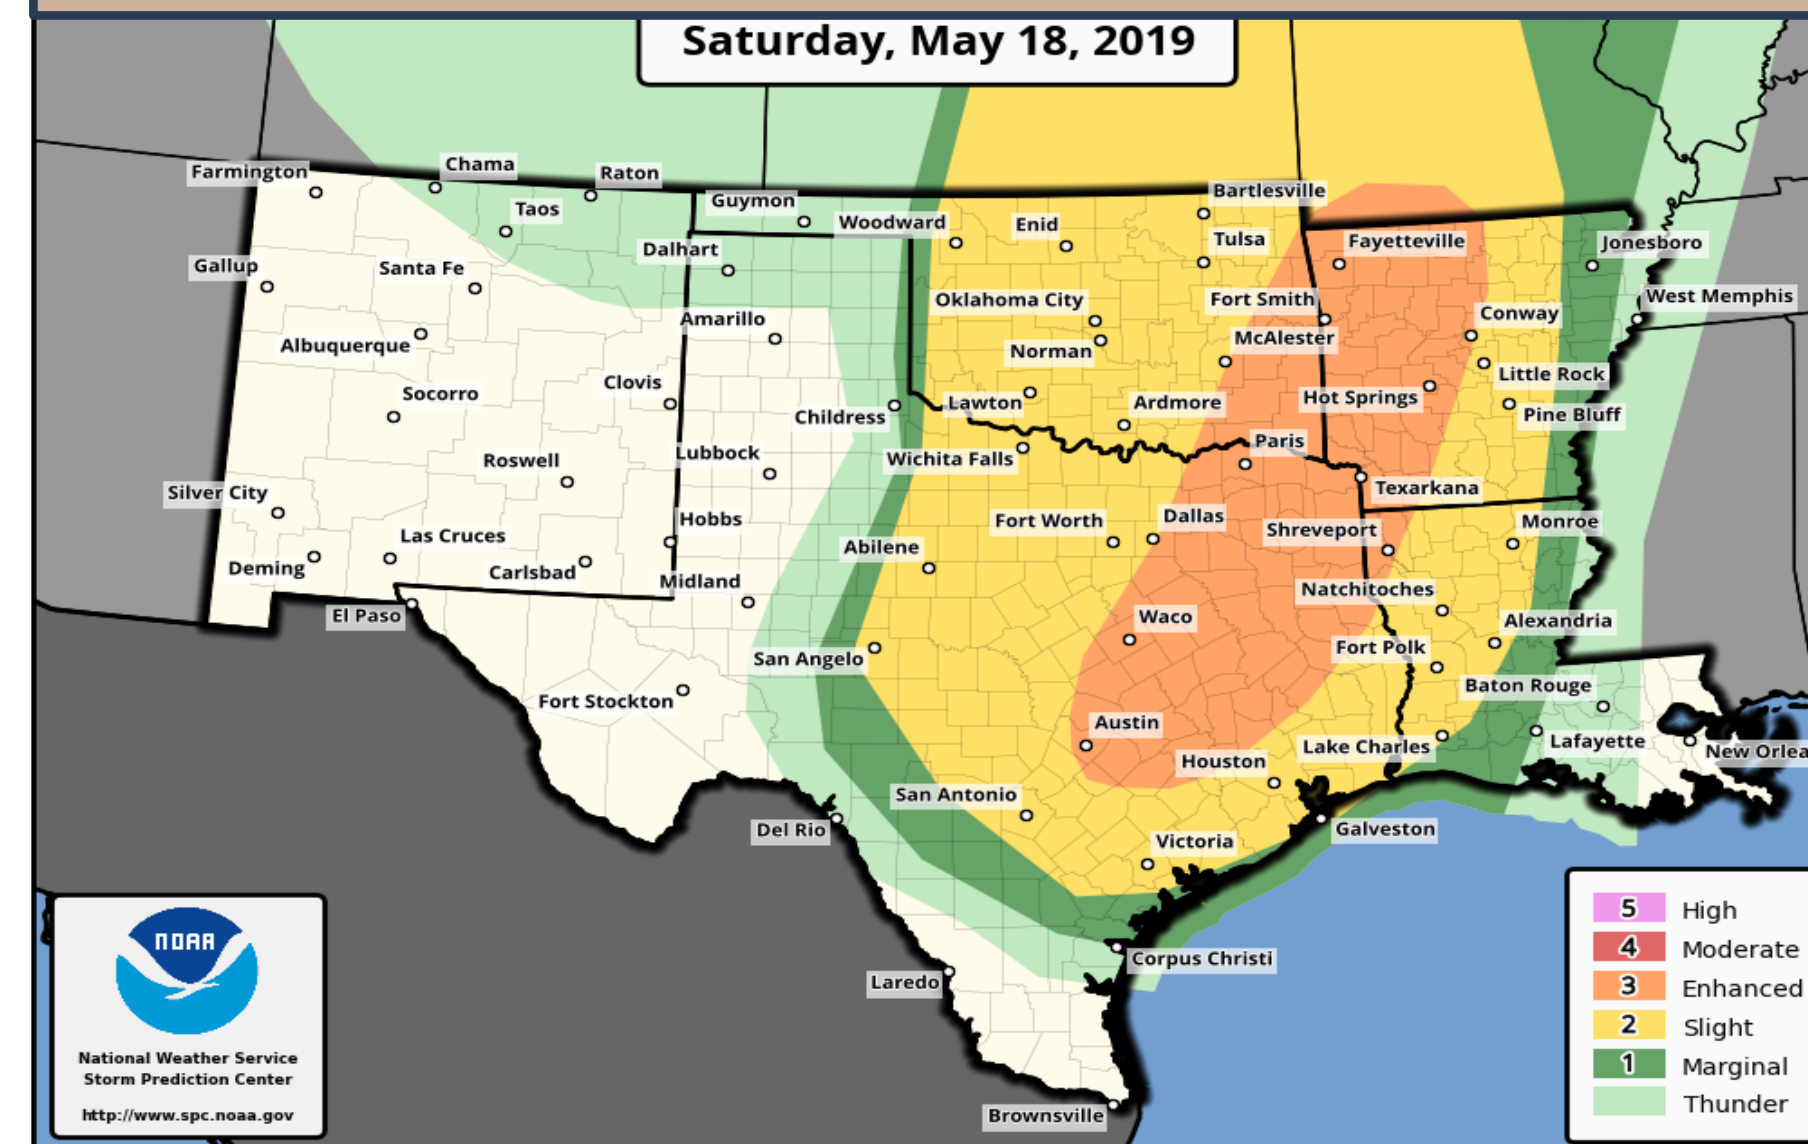 Saturday, May 18, 2019
Farmington
Chama
Raton
Taos
Guymon
Woodward
Enid
Bartlesville
Tulsa
Fayetteville
Jonesboro
Gallup
Santa Fe
Dalhart
Oklahoma City
Fort Smith
West Memphis
Albuquerque
Amarillo
Norman
McAlester
Conway
Socorro
Clovis
Childress
Lawton
Ardmore
Hot Springs
Little Rock
Pine Bluff
Roswell
Lubbock
Wichita Falls
Paris
Texarkana
Silver City
Las Cruces
Hobbs
Fort Worth
Dallas
Shreveport
Monroe
Deming
Carlsbad
Midland
Abilene
Natchitoches
El Paso
Waco
Alexandria
San Angelo
Fort Polk
Fort Stockton
Baton Rouge
Austin
Lake Charles
Lafayette
New Orlea
Houston
San Antonio
Del Rio
Victoria
Galveston
Corpus Christi
Laredo
Brownsville
NOAA
National Weather Service
Storm Prediction Center
http://www.spc.noaa.gov
5 High
4 Moderate
3 Enhanced
2 Slight
1 Marginal
Thunder